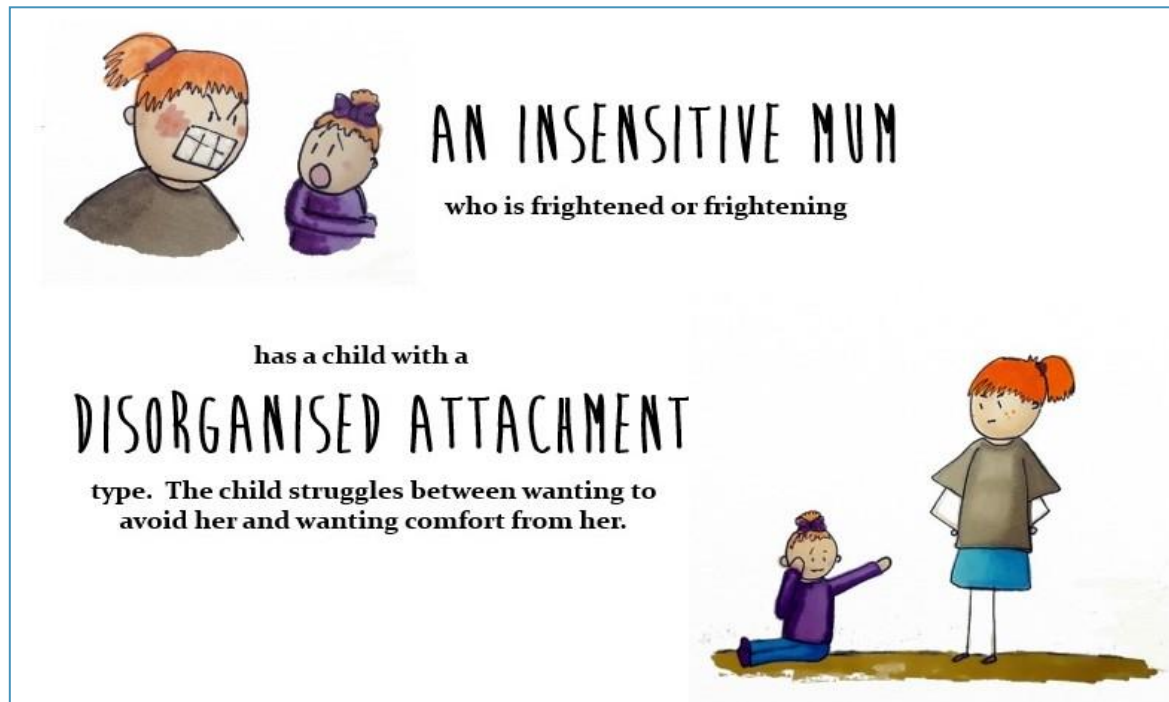 AN INSENSITIVE MUM
who is frightened or frightening
has a child with a
DISORGANISED ATTACHMENT
type.  The child struggles between wanting to
avoid her and wanting comfort from her.